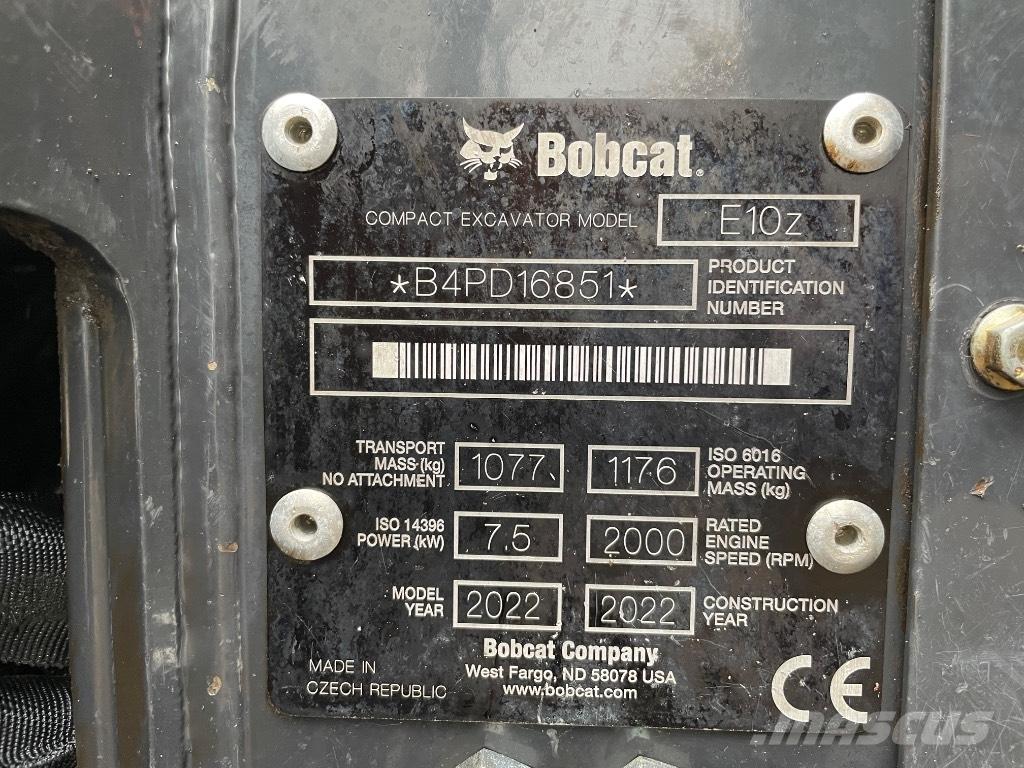 Bobcat.
COMPACT EXCAVATOR MODEL E10z
*B4PD16851* PRODUCT
IDENTIFICATION
NUMBER
TRANSPORT
MASS (kg)
NO ATTACHMENT 1077 1176 ISO 6016
OPERATING
MASS (kg)
ISO 14396
POWER (kW) 7.5 2000 RATED
ENGINE
SPEED (RPM)
MODEL
YEAR 2022 2022 CONSTRUCTION
YEAR
Bobcat Company
West Fargo, ND 58078 USA
www.bobcat.com
MADE IN
CZECH REPUBLIC
CE
MASCUS